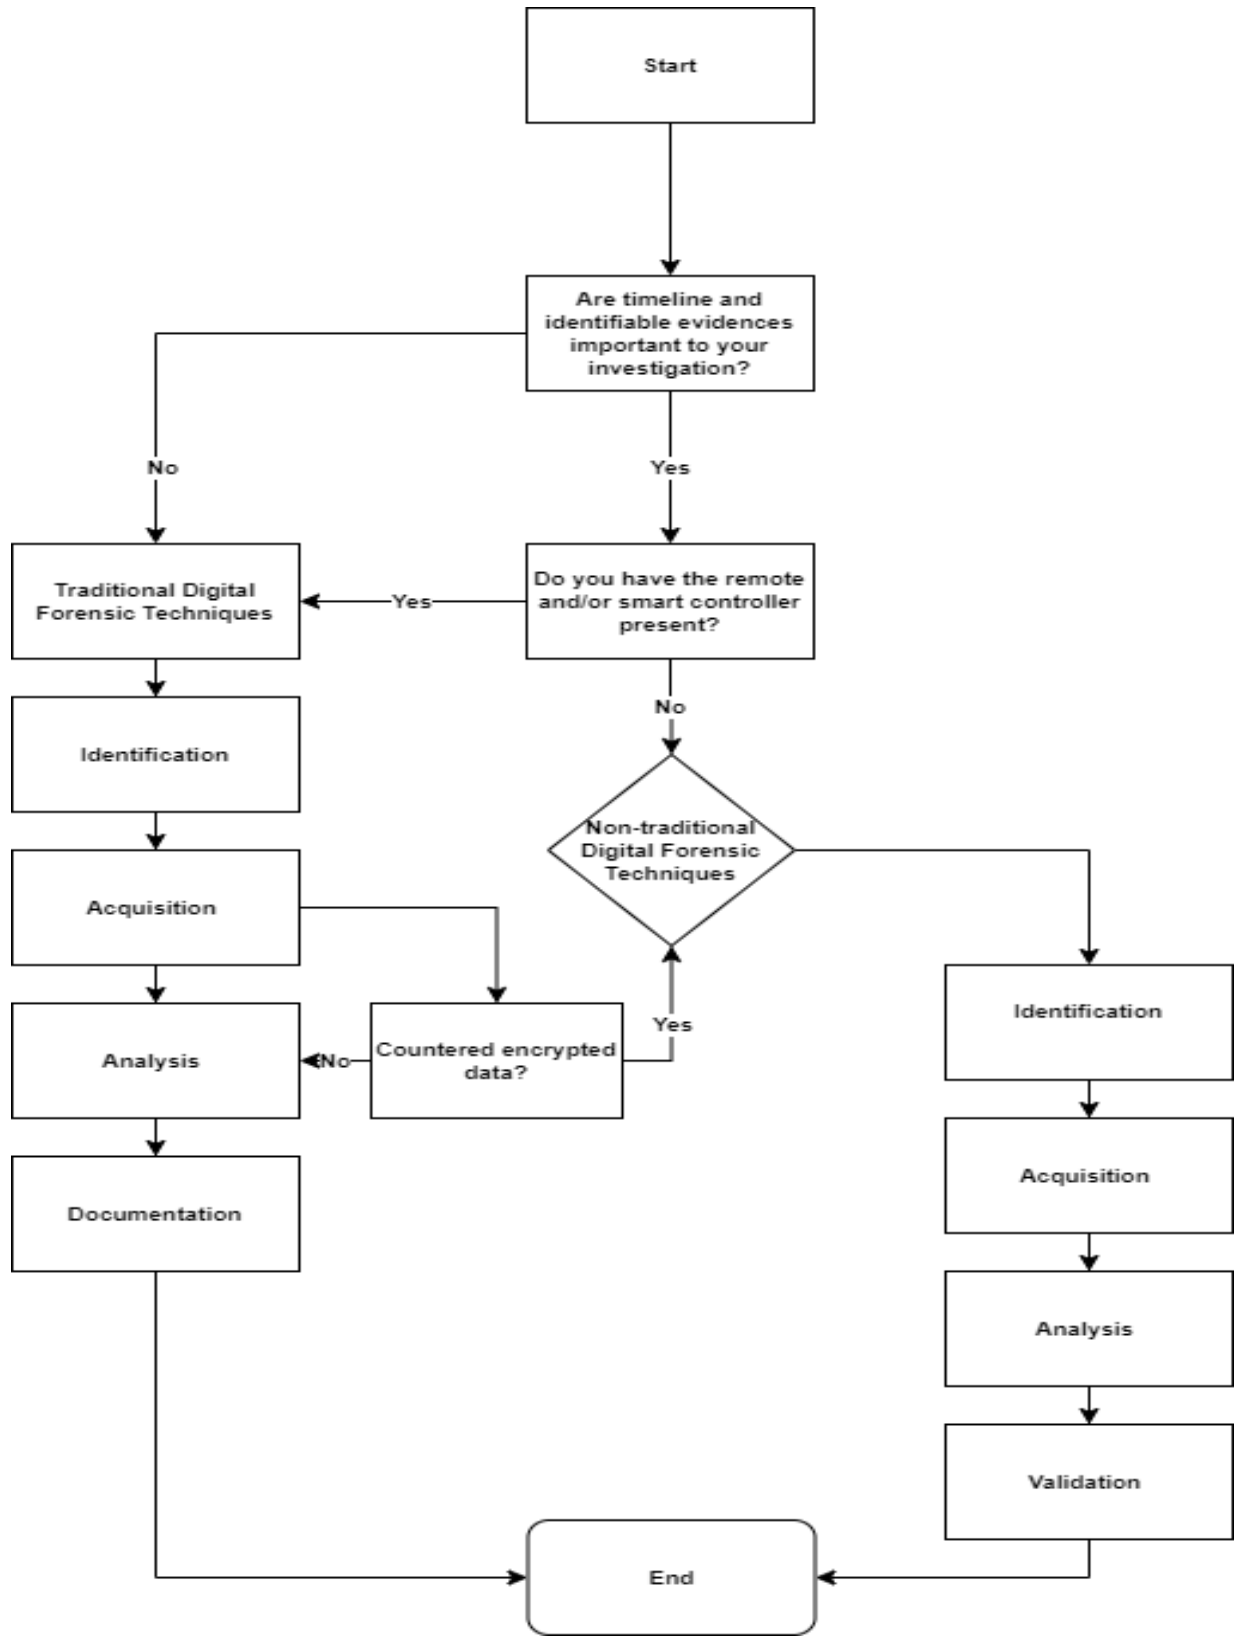 Start
Are timeline and
identifiable evidences
important to your
investigation?
No
Yes
Traditional Digital
Forensic Techniques
Yes
Do you have the remote
and/or smart controller
present?
No
Identification
Non-traditional
Digital Forensic
Techniques
Acquisition
Identification
Yes
Analysis
No
Countered encrypted
data?
Acquisition
Documentation
Analysis
Validation
End